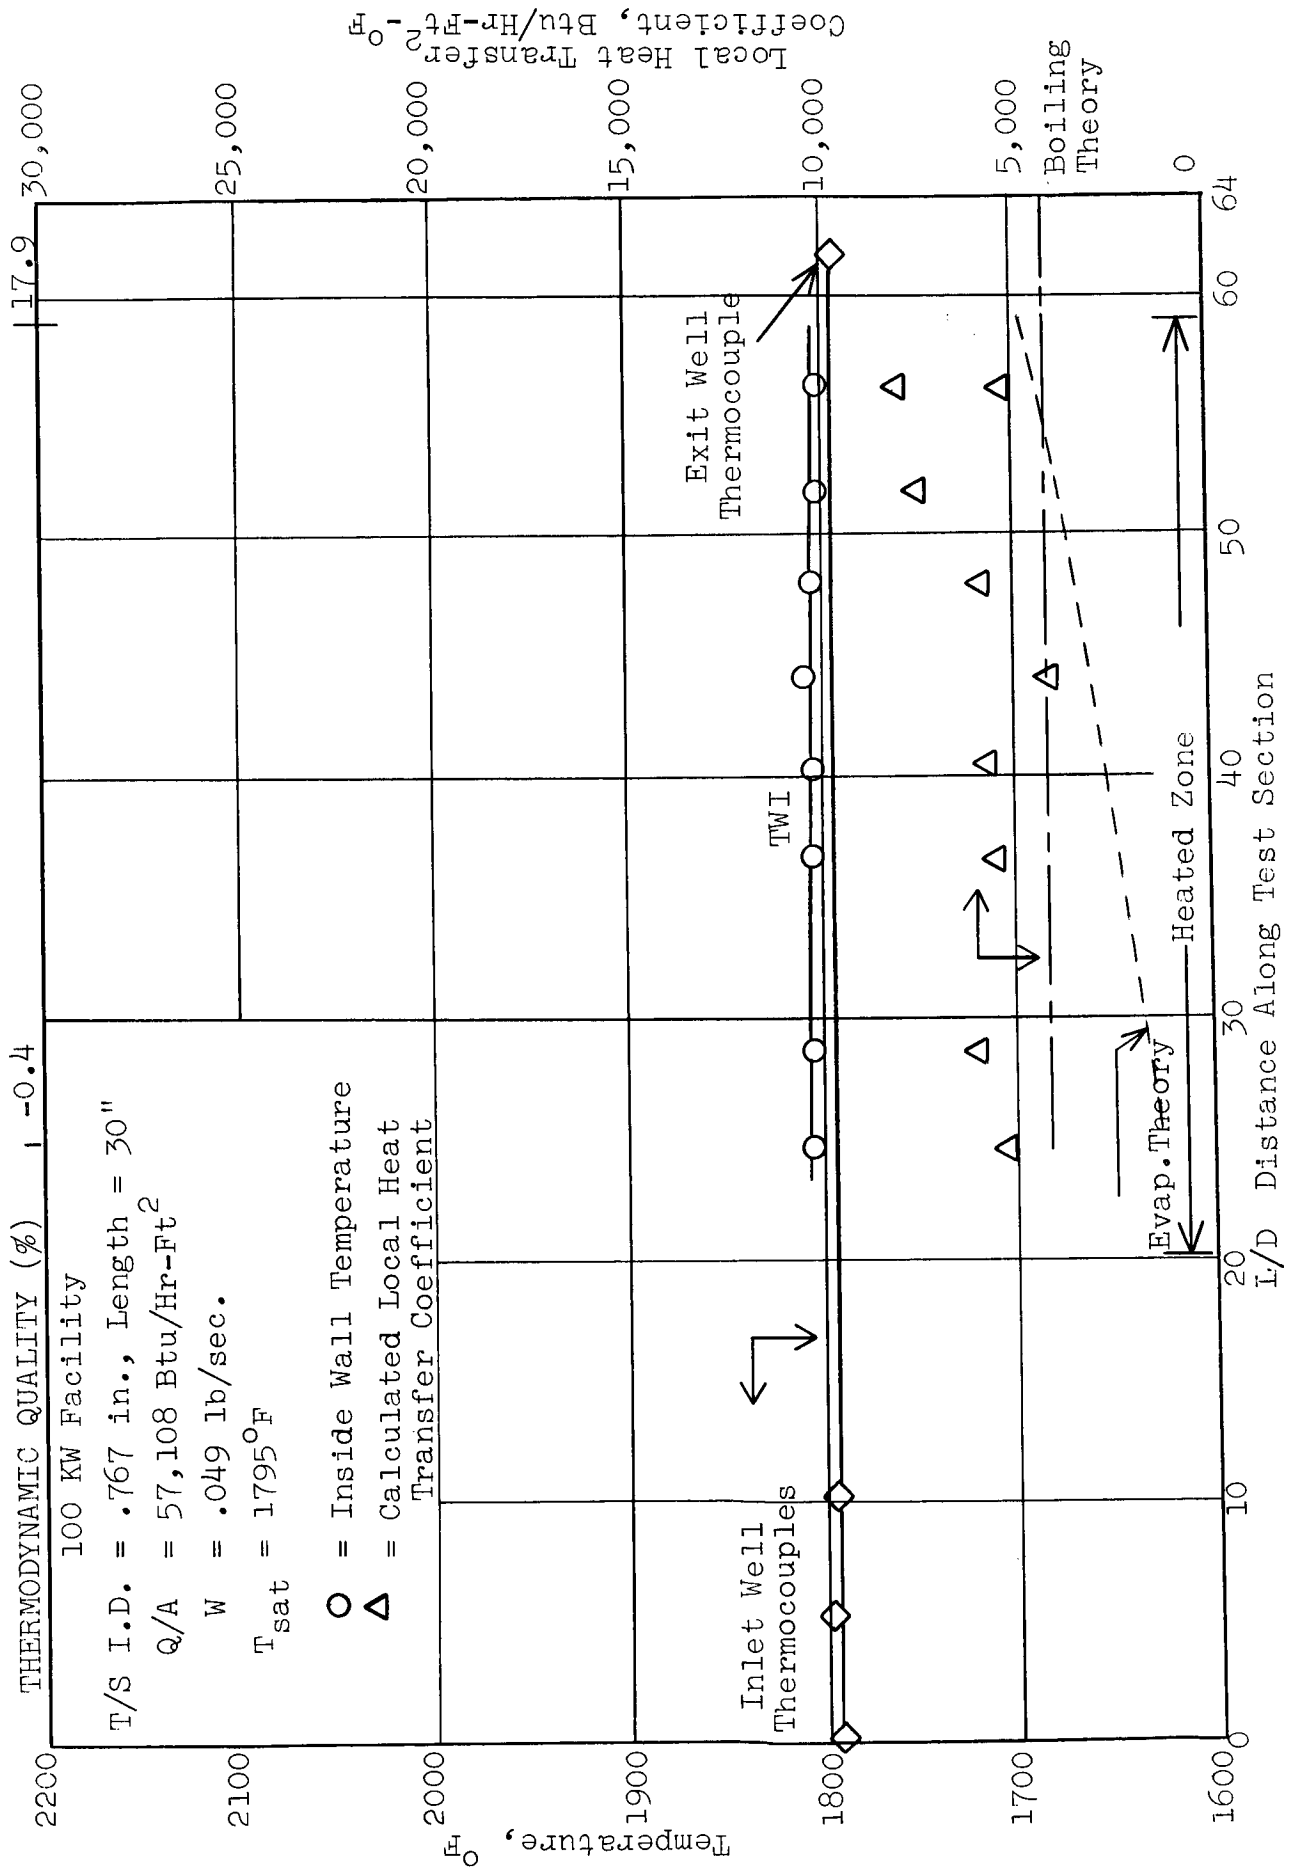 THERMODYNAMIC QUALITY (%)
-0.4
17.9
100 KW Facility
T/S I.D. = .767 in., Length = 30"
Q/A = 57,108 Btu/Hr-Ft2
W = .049 lb/sec.
Tsat = 1795°F
O = Inside Wall Temperature
Δ = Calculated Local Heat
Transfer Coefficient
2200
2100
2000
1900
1800
1700
1600
Temperature, °F
30,000
25,000
20,000
15,000
10,000
5,000
0
Local Heat Transfer
Coefficient, Btu/Hr-Ft2-°F
Inlet Well
Thermocouples
TWI
Exit Well
Thermocouple
Boiling
Theory
Evap.Theory
Heated Zone
0
10
20
30
40
50
60
64
L/D Distance Along Test Section